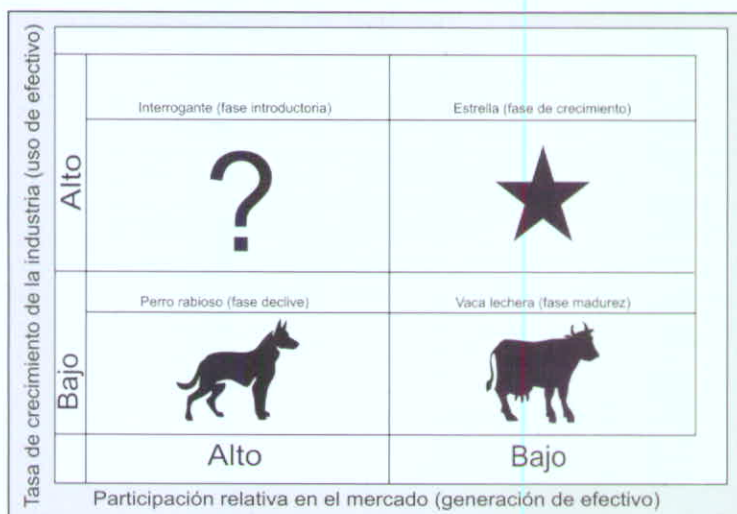 Tasa de crecimiento de la industria (uso de efectivo)
Alto
Interrogante (fase introductoria)
Estrella (fase de crecimiento)
?
Bajo
Perro rabioso (fase declive)
Vaca lechera (fase madurez)
Alto
Bajo
Participación relativa en el mercado (generación de efectivo)